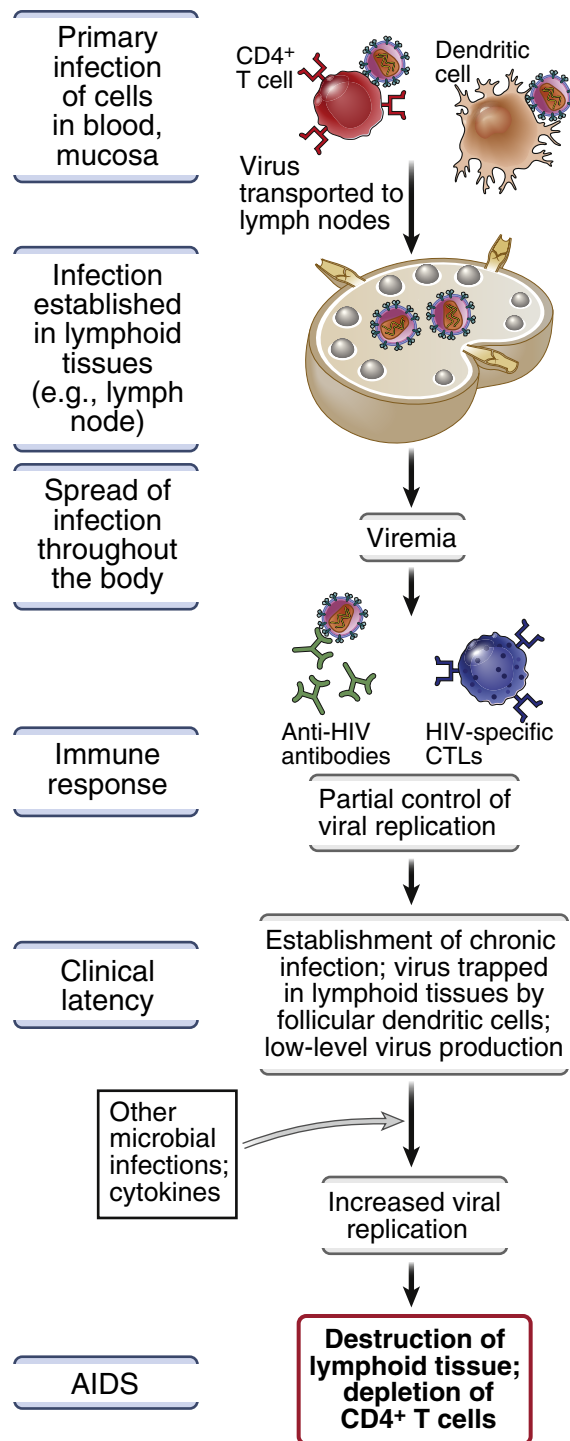 Primary
infection
of cells
in blood,
mucosa
CD4+
T cell
Dendritic
cell
Virus
transported to
lymph nodes
Infection
established
in lymphoid
tissues
(e.g., lymph
node)
Spread of
infection
throughout
the body
Viremia
Immune
response
Anti-HIV
antibodies
HIV-specific
CTLs
Partial control of
viral replication
Clinical
latency
Establishment of chronic
infection; virus trapped
in lymphoid tissues by
follicular dendritic cells;
low-level virus production
Other
microbial
infections;
cytokines
Increased viral
replication
AIDS
Destruction of
lymphoid tissue;
depletion of
CD4+ T cells